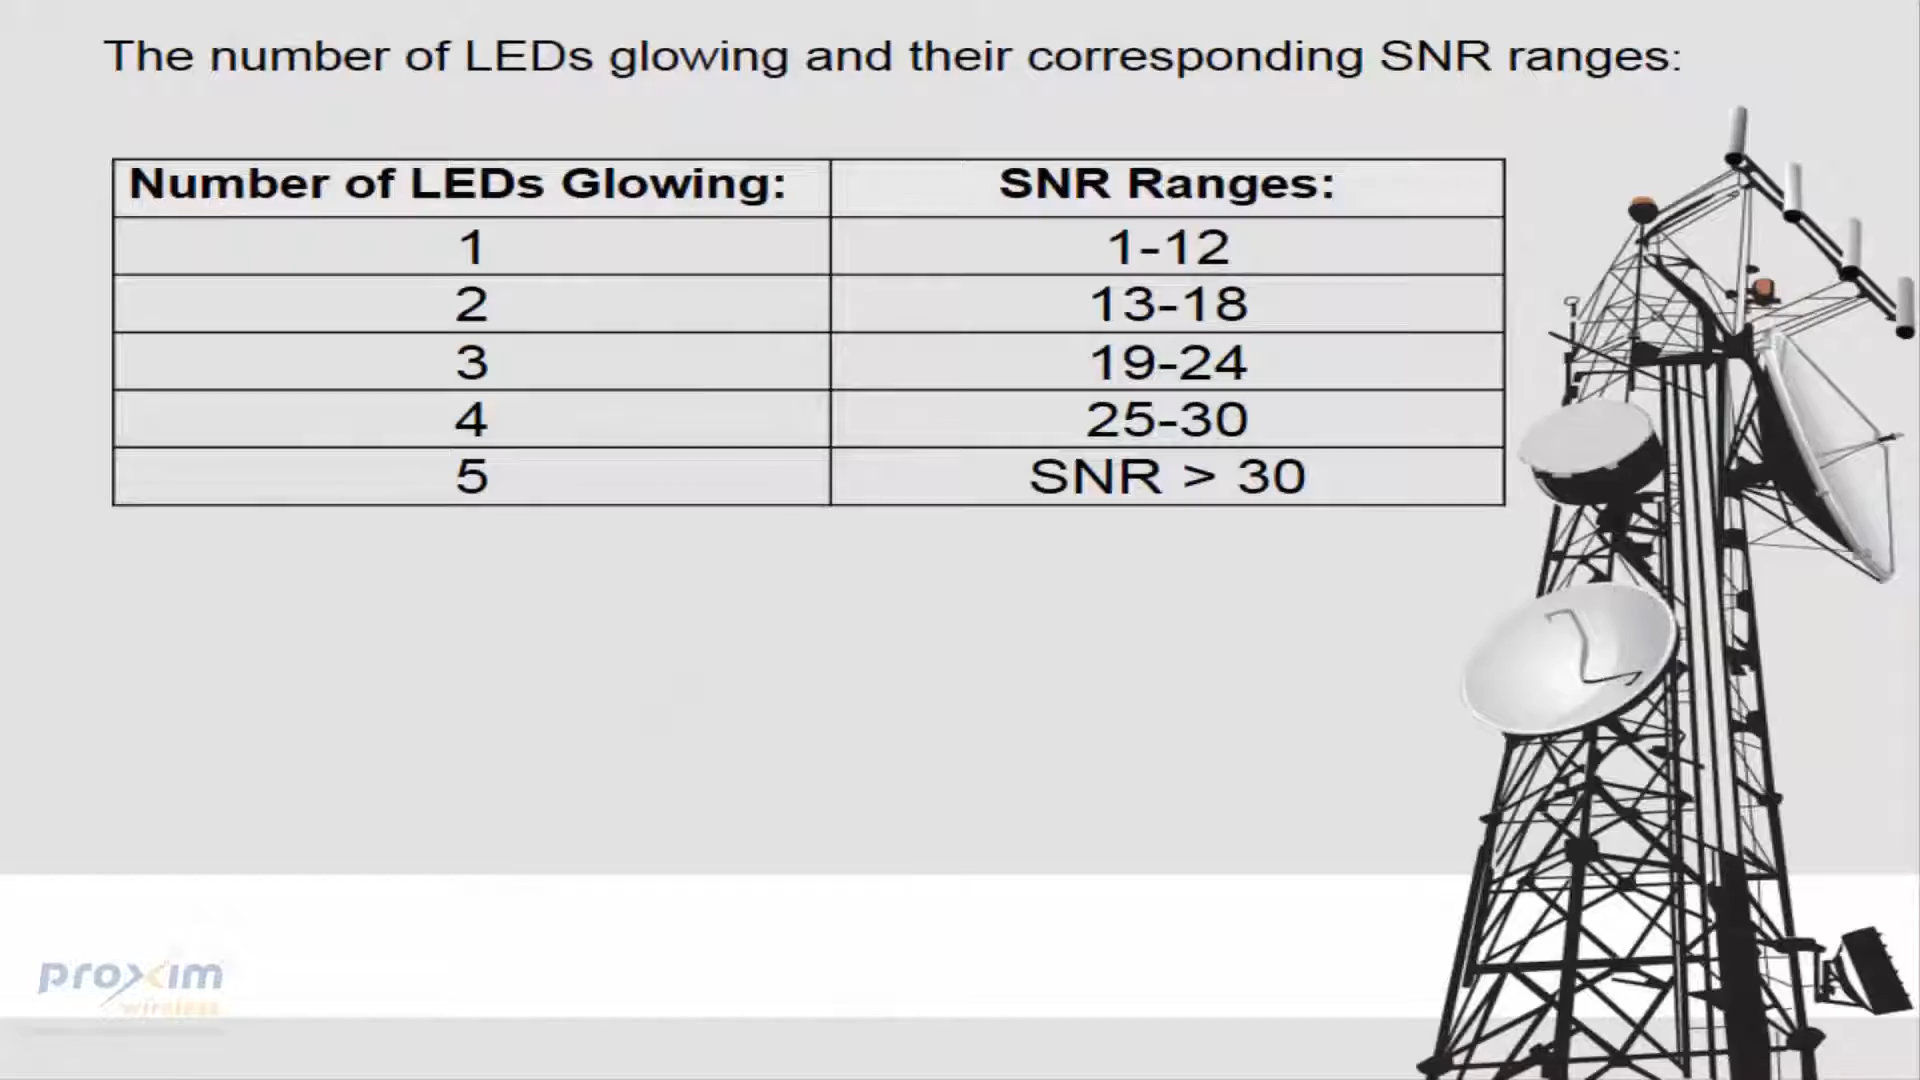 The number of LEDs glowing and their corresponding SNR ranges:
Number of LEDs Glowing: SNR Ranges:
1 1-12
2 13-18
3 19-24
4 25-30
5 SNR > 30
proxim
wireless